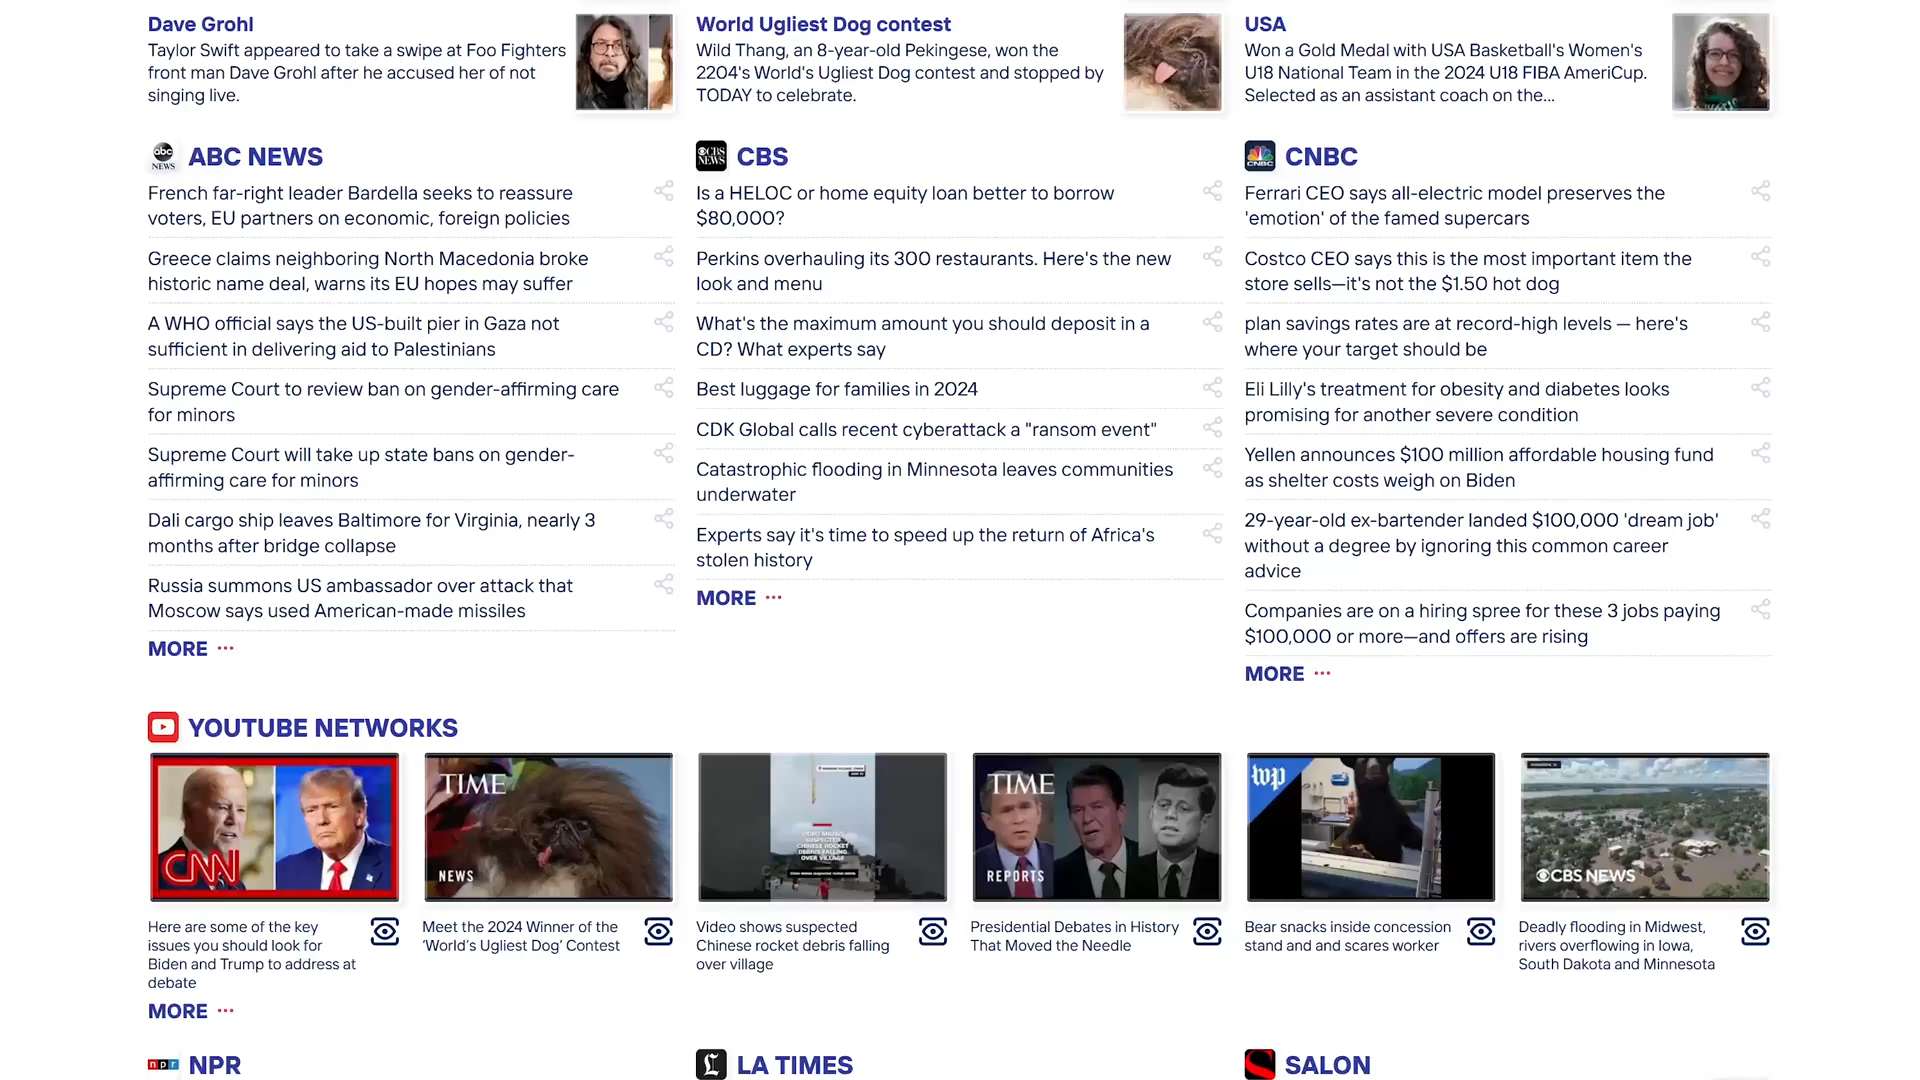 Dave Grohl
Taylor Swift appeared to take a swipe at Foo Fighters
front man Dave Grohl after he accused her of not
singing live.
World Ugliest Dog contest
Wild Thang, an 8-year-old Pekingese, won the
2204's World's Ugliest Dog contest and stopped by
TODAY to celebrate.
USA
Won a Gold Medal with USA Basketball's Women's
U18 National Team in the 2024 U18 FIBA AmeriCup.
Selected as an assistant coach on the...
abc
NEWS
ABC NEWS
French far-right leader Bardella seeks to reassure
voters, EU partners on economic, foreign policies
Greece claims neighboring North Macedonia broke
historic name deal, warns its EU hopes may suffer
A WHO official says the US-built pier in Gaza not
sufficient in delivering aid to Palestinians
Supreme Court to review ban on gender-affirming care
for minors
Supreme Court will take up state bans on gender-
affirming care for minors
Dali cargo ship leaves Baltimore for Virginia, nearly 3
months after bridge collapse
Russia summons US ambassador over attack that
Moscow says used American-made missiles
MORE ...
CBS
NEWS
CBS
Is a HELOC or home equity loan better to borrow
$80,000?
Perkins overhauling its 300 restaurants. Here's the new
look and menu
What's the maximum amount you should deposit in a
CD? What experts say
Best luggage for families in 2024
CDK Global calls recent cyberattack a "ransom event"
Catastrophic flooding in Minnesota leaves communities
underwater
Experts say it's time to speed up the return of Africa's
stolen history
MORE ...
CNBC
CNBC
Ferrari CEO says all-electric model preserves the
'emotion' of the famed supercars
Costco CEO says this is the most important item the
store sells—it's not the $1.50 hot dog
plan savings rates are at record-high levels — here's
where your target should be
Eli Lilly's treatment for obesity and diabetes looks
promising for another severe condition
Yellen announces $100 million affordable housing fund
as shelter costs weigh on Biden
29-year-old ex-bartender landed $100,000 'dream job'
without a degree by ignoring this common career
advice
Companies are on a hiring spree for these 3 jobs paying
$100,000 or more—and offers are rising
MORE ...
YOUTUBE NETWORKS
CNN
Here are some of the key
issues you should look for
Biden and Trump to address at
debate
TIME
NEWS
Meet the 2024 Winner of the
‘World's Ugliest Dog’ Contest
VIDEO SHOWS
SUSPECTED
CHINESE ROCKET
DEBRIS FALLING
OVER VILLAGE
Video shows suspected
Chinese rocket debris falling
over village
TIME
REPORTS
Presidential Debates in History
That Moved the Needle
wp
Bear snacks inside concession
stand and and scares worker
CBS NEWS
Deadly flooding in Midwest,
rivers overflowing in Iowa,
South Dakota and Minnesota
MORE ...
npr
NPR
L
LA TIMES
S
SALON